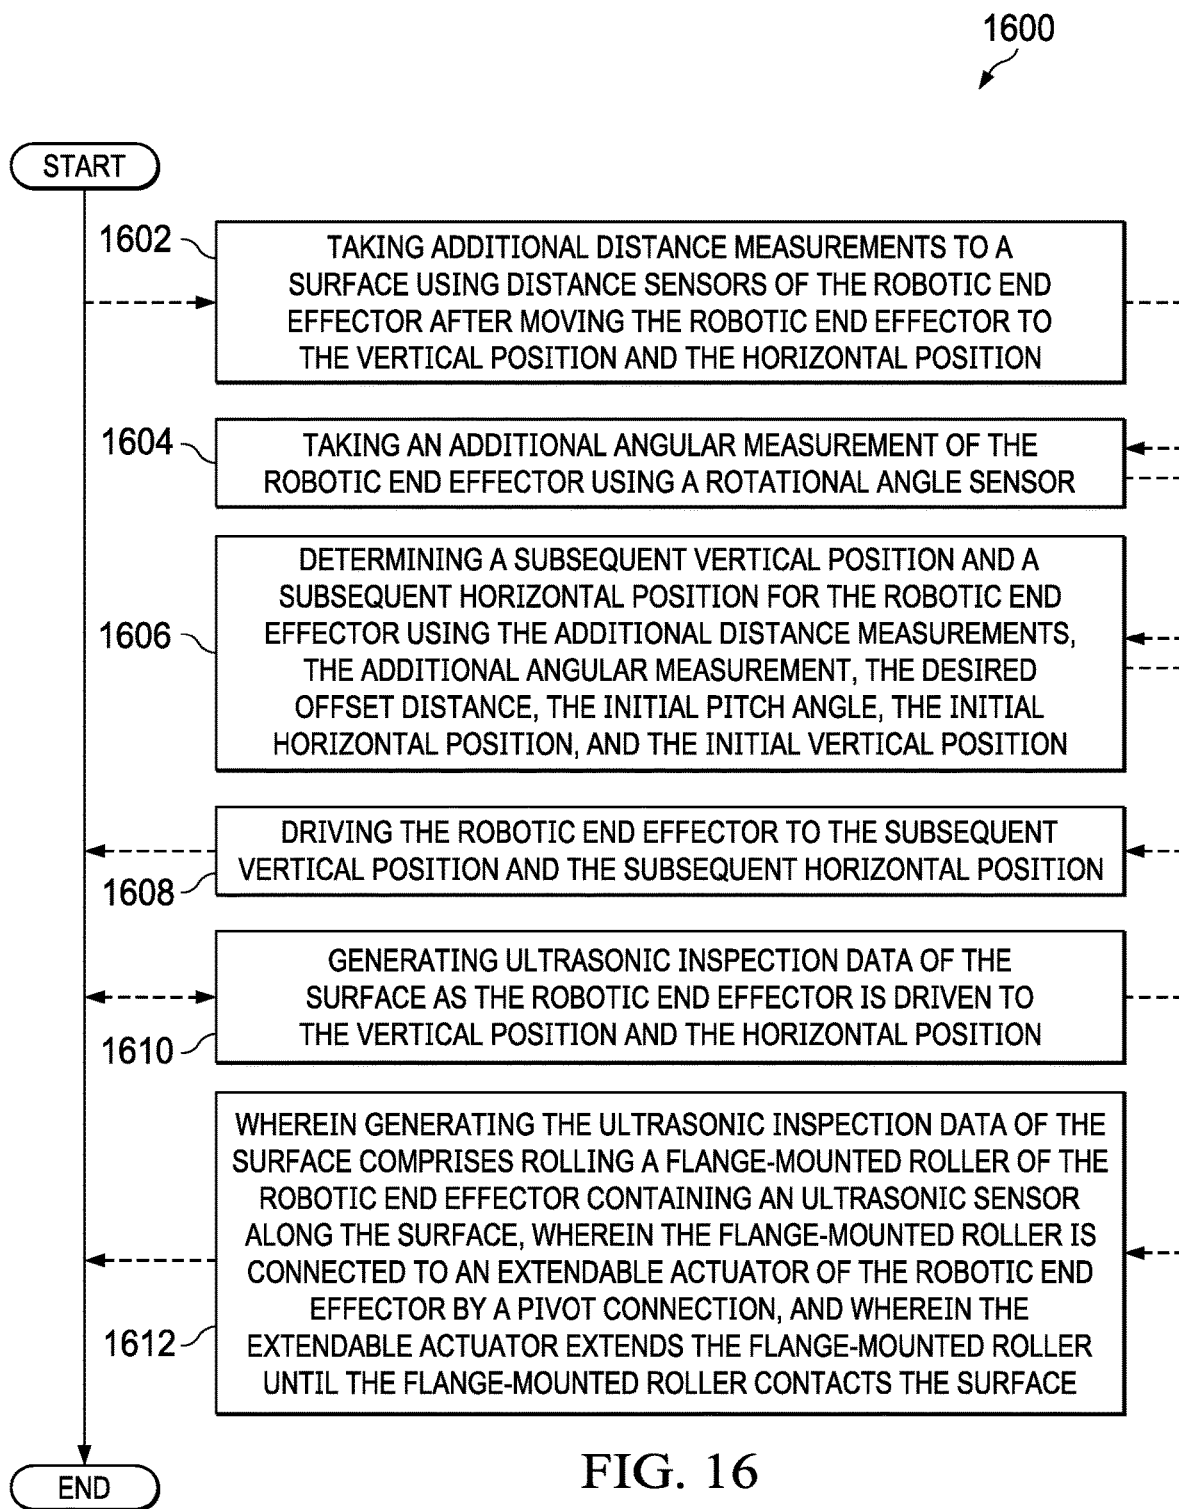 1600
START
1602
TAKING ADDITIONAL DISTANCE MEASUREMENTS TO A
SURFACE USING DISTANCE SENSORS OF THE ROBOTIC END
EFFECTOR AFTER MOVING THE ROBOTIC END EFFECTOR TO
THE VERTICAL POSITION AND THE HORIZONTAL POSITION
1604
TAKING AN ADDITIONAL ANGULAR MEASUREMENT OF THE
ROBOTIC END EFFECTOR USING A ROTATIONAL ANGLE SENSOR
1606
DETERMINING A SUBSEQUENT VERTICAL POSITION AND A
SUBSEQUENT HORIZONTAL POSITION FOR THE ROBOTIC END
EFFECTOR USING THE ADDITIONAL DISTANCE MEASUREMENTS,
THE ADDITIONAL ANGULAR MEASUREMENT, THE DESIRED
OFFSET DISTANCE, THE INITIAL PITCH ANGLE, THE INITIAL
HORIZONTAL POSITION, AND THE INITIAL VERTICAL POSITION
DRIVING THE ROBOTIC END EFFECTOR TO THE SUBSEQUENT
VERTICAL POSITION AND THE SUBSEQUENT HORIZONTAL POSITION
1608
GENERATING ULTRASONIC INSPECTION DATA OF THE
SURFACE AS THE ROBOTIC END EFFECTOR IS DRIVEN TO
THE VERTICAL POSITION AND THE HORIZONTAL POSITION
1610
WHEREIN GENERATING THE ULTRASONIC INSPECTION DATA OF THE
SURFACE COMPRISES ROLLING A FLANGE-MOUNTED ROLLER OF THE
ROBOTIC END EFFECTOR CONTAINING AN ULTRASONIC SENSOR
ALONG THE SURFACE, WHEREIN THE FLANGE-MOUNTED ROLLER IS
CONNECTED TO AN EXTENDABLE ACTUATOR OF THE ROBOTIC END
EFFECTOR BY A PIVOT CONNECTION, AND WHEREIN THE
EXTENDABLE ACTUATOR EXTENDS THE FLANGE-MOUNTED ROLLER
UNTIL THE FLANGE-MOUNTED ROLLER CONTACTS THE SURFACE
1612
END
FIG. 16